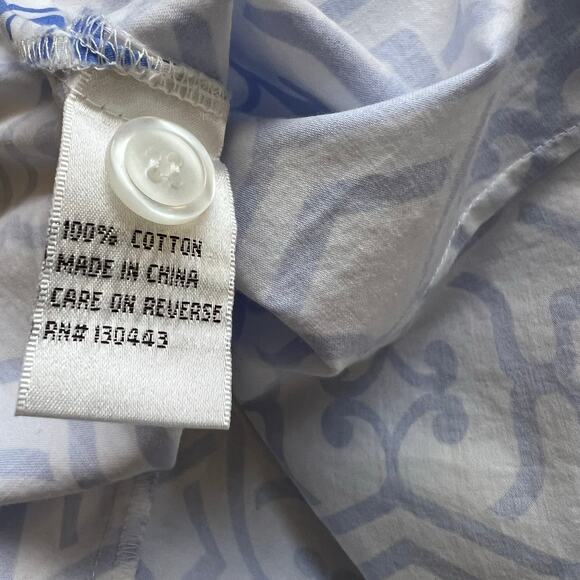 100% COTTON
MADE IN CHINA
CARE ON REVERSE
RN# 130443